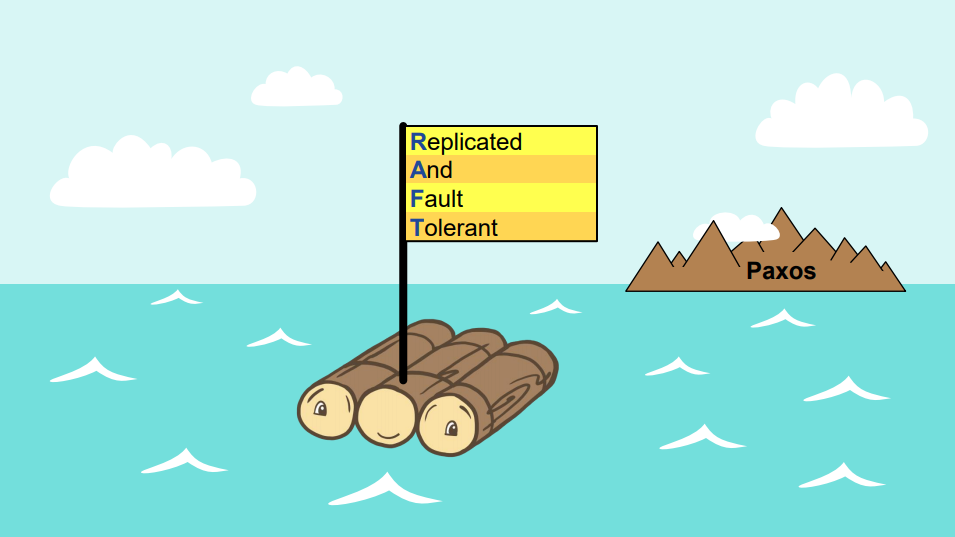 Replicated
And
Fault
Tolerant
Paxos